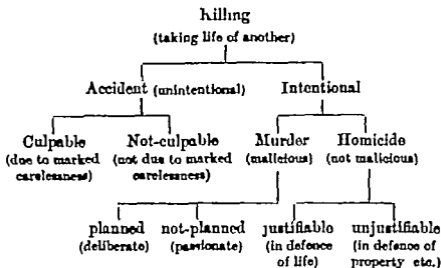 Killing
(taking life of another)
Accident (unintentional) Intentional
Culpable Not-culpable Murder Homicide
(due to marked (not due to marked (malicious) (not malicious)
carelessness) carelessness)
planned not-planned justifiable unjustifiable
(deliberate) (passionate) (in defence (in defence of
of life) property etc.)